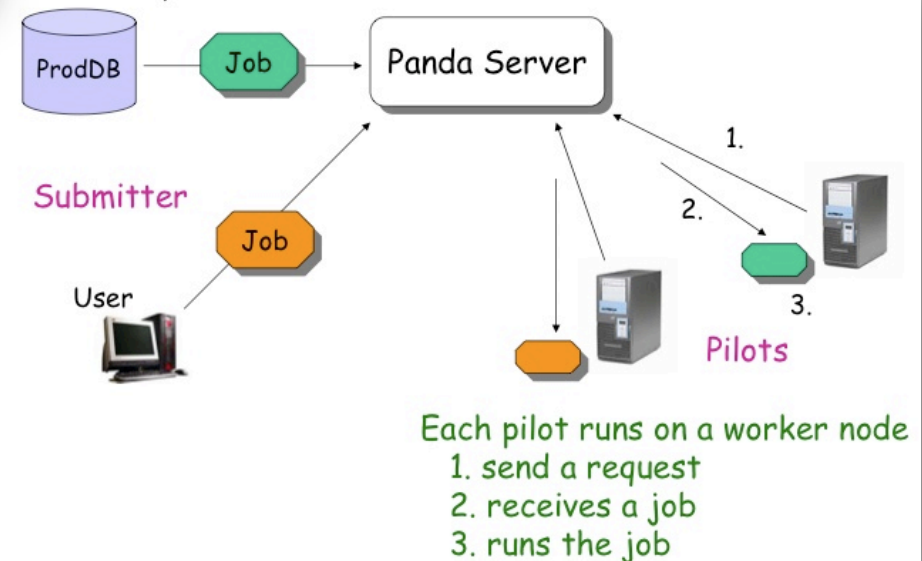 ProdDB
Job
Panda Server
1.
Submitter
2.
Job
User
3.
Pilots
Each pilot runs on a worker node
1. send a request
2. receives a job
3. runs the job